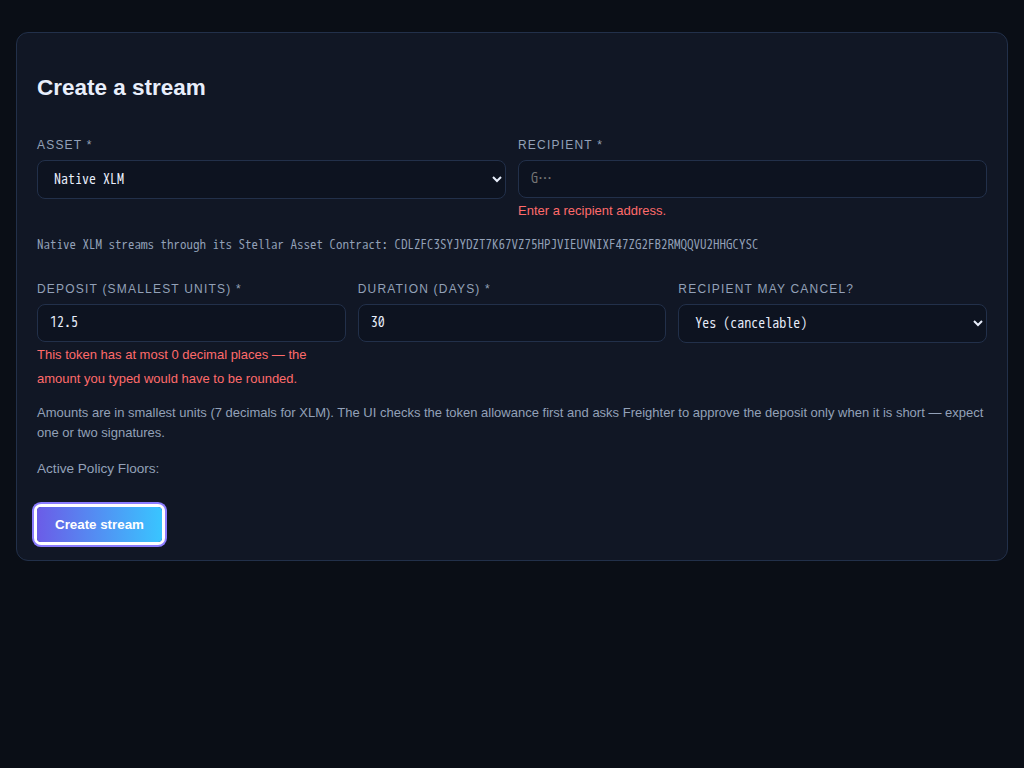 Create a stream
ASSET *
RECIPIENT *
Native XLM
G…
Enter a recipient address.
Native XLM streams through its Stellar Asset Contract: CDLZFC3SYJYDZT7K67VZ75HPJVIEUVNIXF47ZG2FB2RMQQVU2HHGCYSC
DEPOSIT (SMALLEST UNITS) *
DURATION (DAYS) *
RECIPIENT MAY CANCEL?
12.5
30
Yes (cancelable)
This token has at most 0 decimal places — the
amount you typed would have to be rounded.
Amounts are in smallest units (7 decimals for XLM). The UI checks the token allowance first and asks Freighter to approve the deposit only when it is short — expect
one or two signatures.
Active Policy Floors:
Create stream